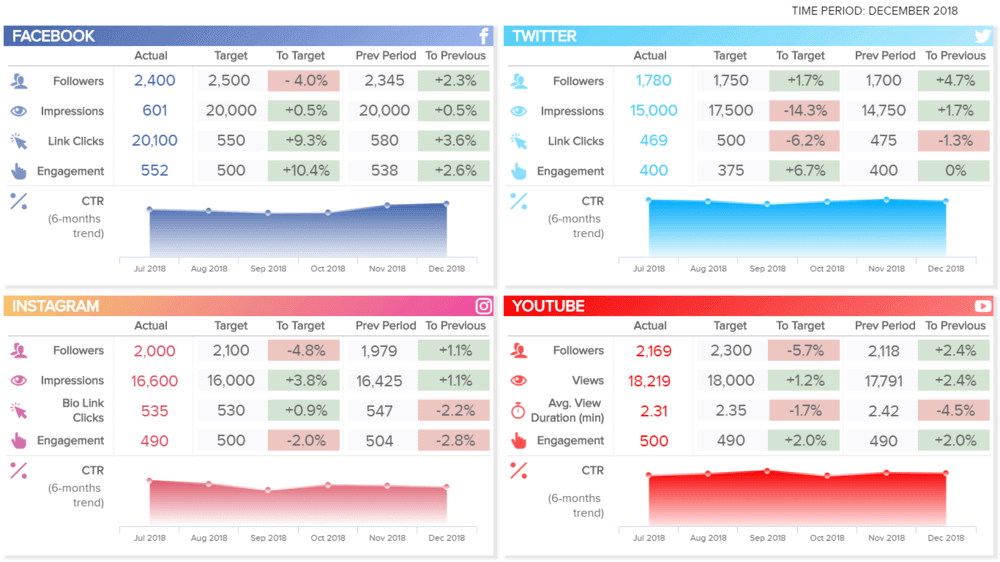 TIME PERIOD: DECEMBER 2018
FACEBOOK
Actual Target To Target Prev Period To Previous
Followers 2,400 2,500 - 4.0% 2,345 +2.3%
Impressions 601 20,000 +0.5% 20,000 +0.5%
Link Clicks 20,100 550 +9.3% 580 +3.6%
Engagement 552 500 +10.4% 538 +2.6%
CTR
(6-months
trend)
Jul 2018 Aug 2018 Sep 2018 Oct 2018 Nov 2018 Dec 2018
TWITTER
Actual Target To Target Prev Period To Previous
Followers 1,780 1,750 +1.7% 1,700 +4.7%
Impressions 15,000 17,500 -14.3% 14,750 +1.7%
Link Clicks 469 500 -6.2% 475 -1.3%
Engagement 400 375 +6.7% 400 0%
CTR
(6-months
trend)
Jul 2018 Aug 2018 Sep 2018 Oct 2018 Nov 2018 Dec 2018
INSTAGRAM
Actual Target To Target Prev Period To Previous
Followers 2,000 2,100 -4.8% 1,979 +1.1%
Impressions 16,600 16,000 +3.8% 16,425 +1.1%
Bio Link
Clicks 535 530 +0.9% 547 -2.2%
Engagement 490 500 -2.0% 504 -2.8%
CTR
(6-months
trend)
Jul 2018 Aug 2018 Sep 2018 Oct 2018 Nov 2018 Dec 2018
YOUTUBE
Actual Target To Target Prev Period To Previous
Followers 2,169 2,300 -5.7% 2,118 +2.4%
Views 18,219 18,000 +1.2% 17,791 +2.4%
Avg. View
Duration (min) 2.31 2.35 -1.7% 2.42 -4.5%
Engagement 500 490 +2.0% 490 +2.0%
CTR
(6-months
trend)
Jul 2018 Aug 2018 Sep 2018 Oct 2018 Nov 2018 Dec 2018